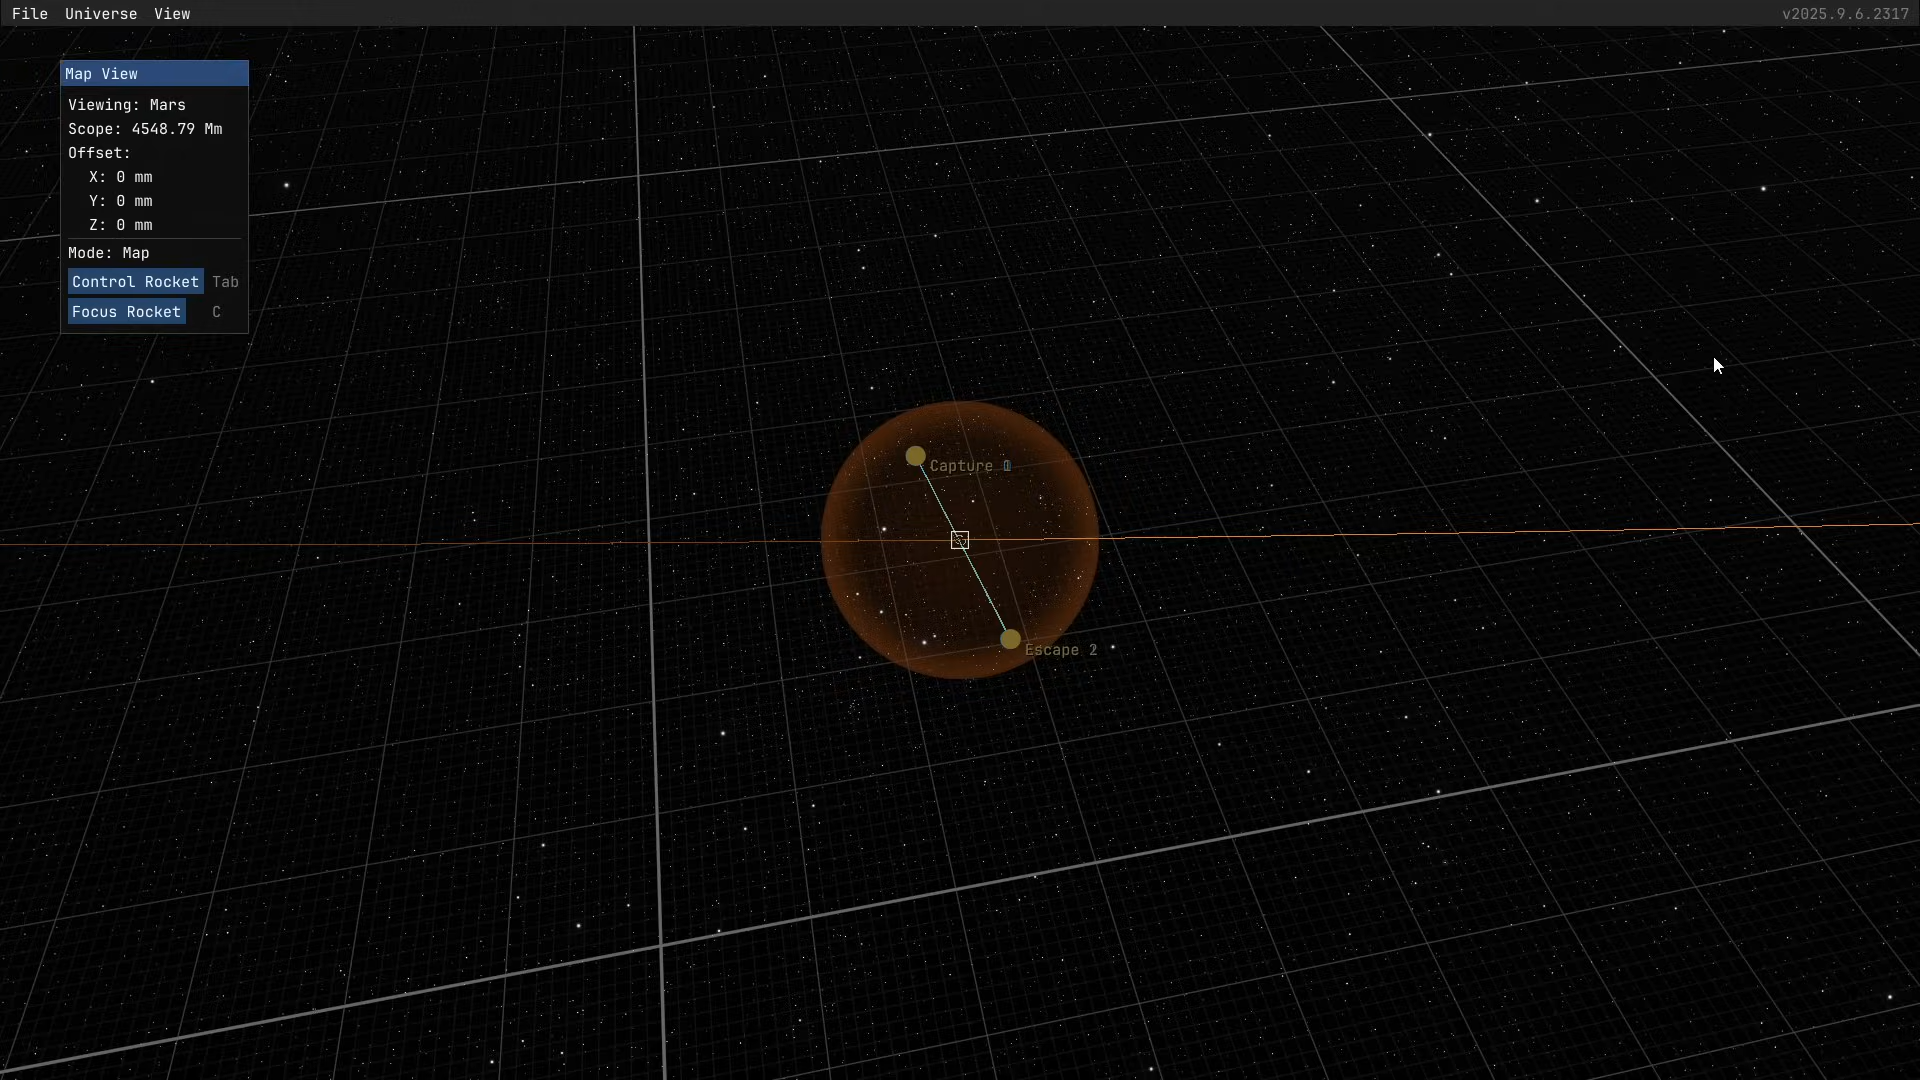 File Universe View
v2025.9.6.2317
Map View
Viewing: Mars
Scope: 4548.79 Mm
Offset:
X: 0 mm
Y: 0 mm
Z: 0 mm
Mode: Map
Control Rocket Tab
Focus Rocket C
Capture
Escape 2